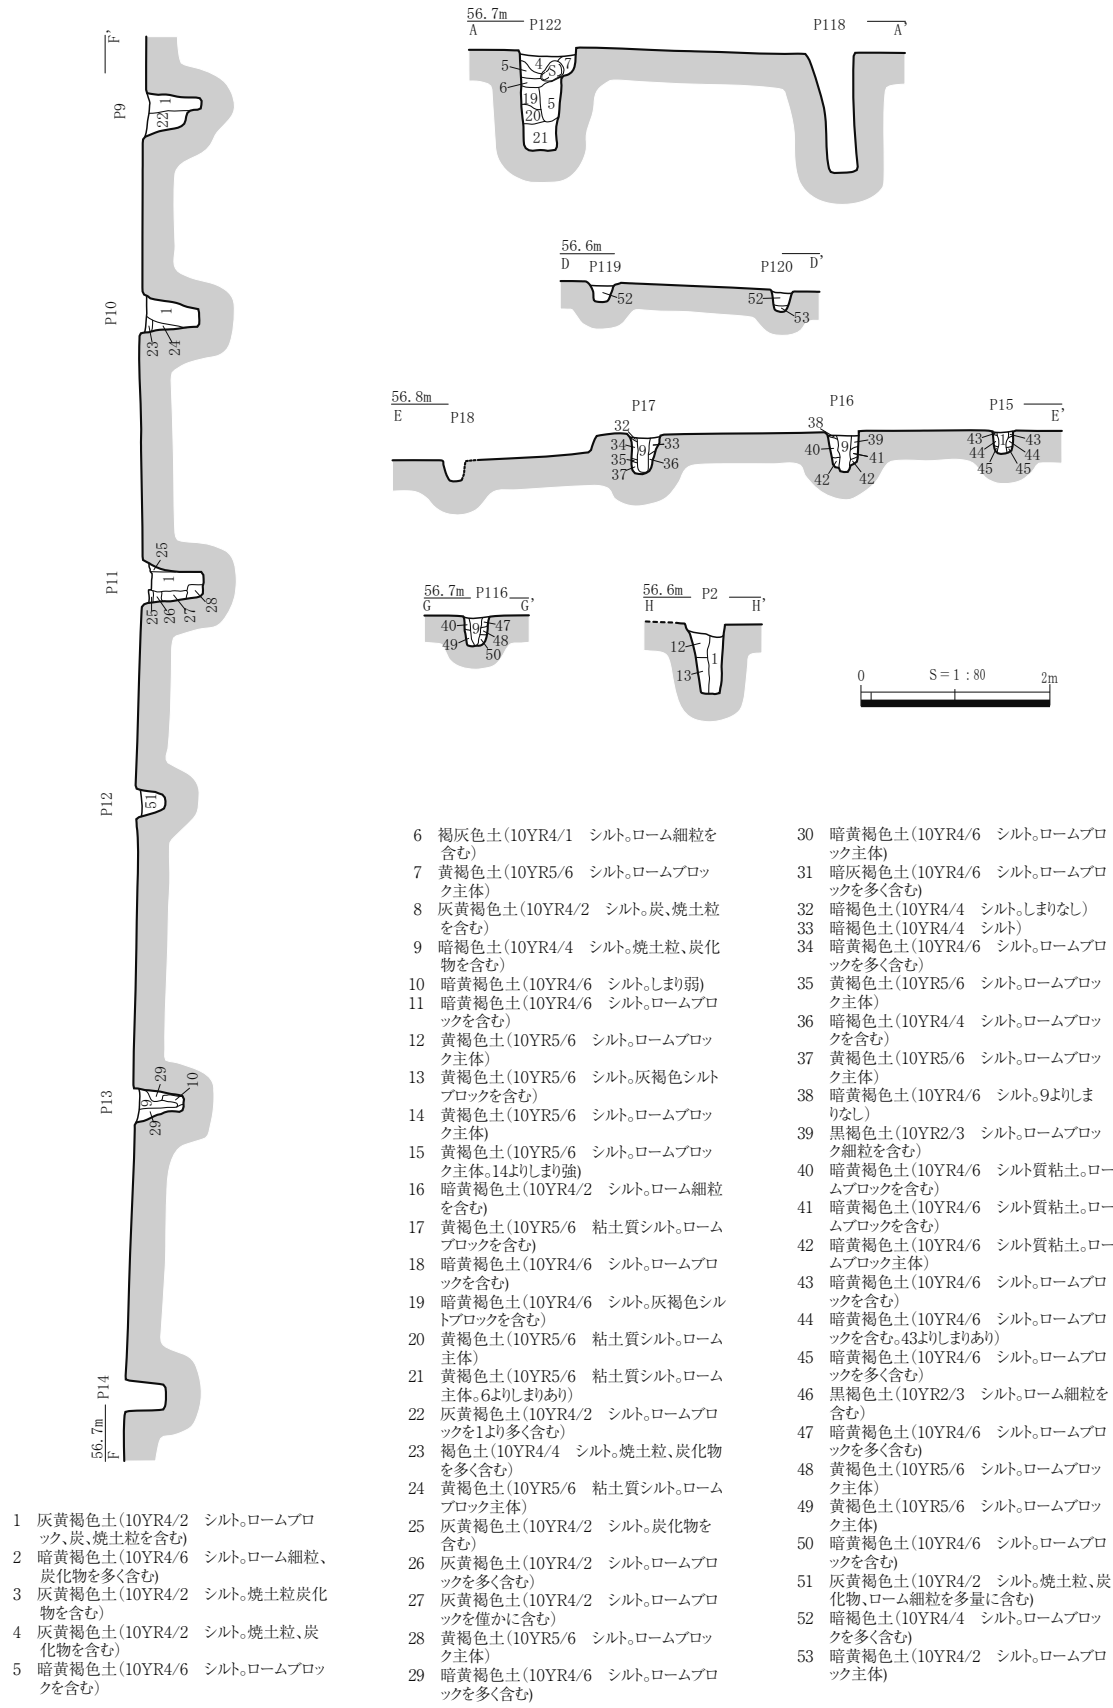 F'
P9
1
22
P10
1
23
24
P11
25
1
25
26
27
28
P12
51
P13
29
10
9
29
P14
56.7m
F
56.7m
A
P122
P118
A'
5
4
S
7
6
19
5
20
21
56.6m
D
P119
P120
D'
52
52
53
56.8m
E
P18
P17
P16
P15
E'
32
34
9
33
35
36
37
38
40
9
39
41
42
42
43
1
43
44
44
45
45
56.7m
G
P116
G'
40
9
47
49
48
50
56.6m
H
P2
H'
12
1
13
0
S=1:80
2m
1 灰黄褐色土(10YR4/2 シルト。ロームブロ
ック、炭、焼土粒を含む)
2 暗黄褐色土(10YR4/6 シルト。ローム細粒、
炭化物を多く含む)
3 灰黄褐色土(10YR4/2 シルト。焼土粒炭化
物を含む)
4 灰黄褐色土(10YR4/2 シルト。焼土粒、炭
化物を含む)
5 暗黄褐色土(10YR4/6 シルト。ロームブロッ
クを含む)
6 褐灰色土(10YR4/1 シルト。ローム細粒を
含む)
7 黄褐色土(10YR5/6 シルト。ロームブロッ
ク主体)
8 灰黄褐色土(10YR4/2 シルト。炭、焼土粒
を含む)
9 暗褐色土(10YR4/4 シルト。焼土粒、炭化
物を含む)
10 暗黄褐色土(10YR4/6 シルト。しまり弱)
11 暗黄褐色土(10YR4/6 シルト。ロームブロ
ックを含む)
12 黄褐色土(10YR5/6 シルト。ロームブロッ
ク主体)
13 黄褐色土(10YR5/6 シルト。灰褐色シルト
ブロックを含む)
14 黄褐色土(10YR5/6 シルト。ロームブロッ
ク主体)
15 黄褐色土(10YR5/6 シルト。ロームブロッ
ク主体。14よりしまり強)
16 暗黄褐色土(10YR4/2 シルト。ローム細粒
を含む)
17 黄褐色土(10YR5/6 粘土質シルト。ローム
ブロックを含む)
18 暗黄褐色土(10YR4/6 シルト。ロームブロ
ックを含む)
19 暗黄褐色土(10YR4/6 シルト。灰褐色シル
トブロックを含む)
20 黄褐色土(10YR5/6 粘土質シルト。ローム
主体)
21 黄褐色土(10YR5/6 粘土質シルト。ローム
主体。6よりしまりあり)
22 灰黄褐色土(10YR4/2 シルト。ロームブロ
ックを1より多く含む)
23 褐色土(10YR4/4 シルト。焼土粒、炭化物
を多く含む)
24 黄褐色土(10YR5/6 粘土質シルト。ローム
ブロック主体)
25 灰黄褐色土(10YR4/2 シルト。炭化物を
含む)
26 灰黄褐色土(10YR4/2 シルト。ロームブロ
ックを多く含む)
27 灰黄褐色土(10YR4/2 シルト。ロームブロ
ックを僅かに含む)
28 黄褐色土(10YR5/6 シルト。ロームブロッ
ク主体)
29 暗黄褐色土(10YR4/6 シルト。ロームブロ
ックを多く含む)
30 暗黄褐色土(10YR4/6 シルト。ロームブロ
ック主体)
31 暗灰褐色土(10YR4/6 シルト。ロームブロ
ックを多く含む)
32 暗褐色土(10YR4/4 シルト。しまりなし)
33 暗褐色土(10YR4/4 シルト)
34 暗黄褐色土(10YR4/6 シルト。ロームブロ
ックを多く含む)
35 黄褐色土(10YR5/6 シルト。ロームブロッ
ク主体)
36 暗褐色土(10YR4/4 シルト。ロームブロッ
クを含む)
37 黄褐色土(10YR5/6 シルト。ロームブロッ
ク主体)
38 暗黄褐色土(10YR4/6 シルト。9よりしま
りなし)
39 黒褐色土(10YR2/3 シルト。ロームブロッ
ク細粒を含む)
40 暗黄褐色土(10YR4/6 シルト質粘土。ロー
ムブロックを含む)
41 暗黄褐色土(10YR4/6 シルト質粘土。ロー
ムブロックを含む)
42 暗黄褐色土(10YR4/6 シルト質粘土。ロー
ムブロック主体)
43 暗黄褐色土(10YR4/6 シルト。ロームブロ
ックを含む)
44 暗黄褐色土(10YR4/6 シルト。ロームブロ
ックを含む。43よりしまりあり)
45 暗黄褐色土(10YR4/6 シルト。ロームブロ
ックを多く含む)
46 黒褐色土(10YR2/3 シルト。ローム細粒を
含む)
47 暗黄褐色土(10YR4/6 シルト。ロームブロ
ックを多く含む)
48 黄褐色土(10YR5/6 シルト。ロームブロッ
ク主体)
49 黄褐色土(10YR5/6 シルト。ロームブロッ
ク主体)
50 暗黄褐色土(10YR4/6 シルト。ロームブロ
ックを含む)
51 灰黄褐色土(10YR4/2 シルト。焼土粒、炭
化物、ローム細粒を多量に含む)
52 暗褐色土(10YR4/4 シルト。ロームブロッ
クを多く含む)
53 暗黄褐色土(10YR4/2 シルト。ロームブロ
ック主体)